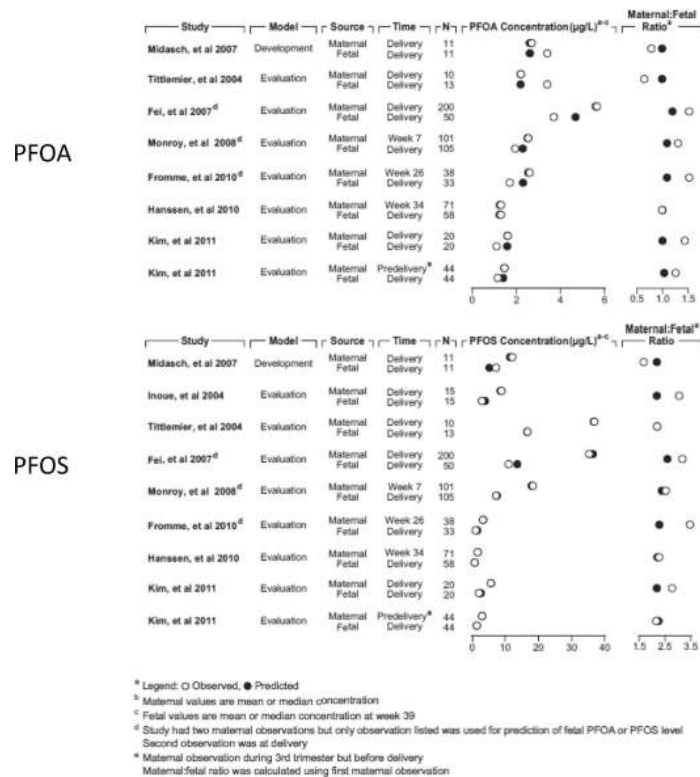 Study Model Source Time N PFOA Concentration (µg/L)a-c Maternal:Fetal Ratioa
PFOA
Midasch, et al 2007 Development Maternal Delivery 11
Fetal Delivery 11
Tittlemier, et al 2004 Evaluation Maternal Delivery 10
Fetal Delivery 13
Fei, et al 2007d Evaluation Maternal Delivery 200
Fetal Delivery 50
Monroy, et al 2008d Evaluation Maternal Week 7 101
Fetal Delivery 105
Fromme, et al 2010d Evaluation Maternal Week 26 38
Fetal Delivery 33
Hanssen, et al 2010 Evaluation Maternal Week 34 71
Fetal Delivery 58
Kim, et al 2011 Evaluation Maternal Delivery 20
Fetal Delivery 20
Kim, et al 2011 Evaluation Maternal Predeliverye 44
Fetal Delivery 44
0 2 4 6 0.5 1.0 1.5
Study Model Source Time N PFOS Concentration (µg/L)a-c Maternal:Fetala Ratio
PFOS
Midasch, et al 2007 Development Maternal Delivery 11
Fetal Delivery 11
Inoue, et al 2004 Evaluation Maternal Delivery 15
Fetal Delivery 15
Tittlemier, et al 2004 Evaluation Maternal Delivery 10
Fetal Delivery 13
Fei, et al 2007d Evaluation Maternal Delivery 200
Fetal Delivery 50
Monroy, et al 2008d Evaluation Maternal Week 7 101
Fetal Delivery 105
Fromme, et al 2010d Evaluation Maternal Week 26 38
Fetal Delivery 33
Hanssen, et al 2010 Evaluation Maternal Week 34 71
Fetal Delivery 58
Kim, et al 2011 Evaluation Maternal Delivery 20
Fetal Delivery 20
Kim, et al 2011 Evaluation Maternal Predeliverye 44
Fetal Delivery 44
0 10 20 30 40 1.5 2.5 3.5
a Legend: O Observed, ● Predicted
b Maternal values are mean or median concentration
c Fetal values are mean or median concentration at week 39
d Study had two maternal observations but only observation listed was used for prediction of fetal PFOA or PFOS level
Second observation was at delivery
e Maternal observation during 3rd trimester but before delivery
Maternal:fetal ratio was calculated using first maternal observation